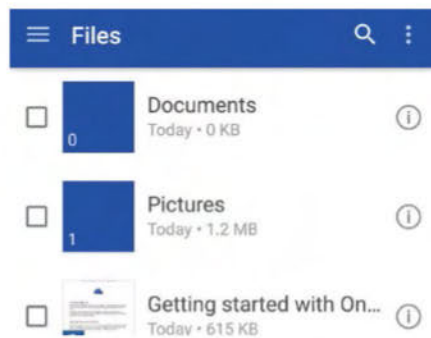 Files
Documents
0
Today • 0 KB
Pictures
1
Today • 1.2 MB
Getting started with On...
Today • 615 KB